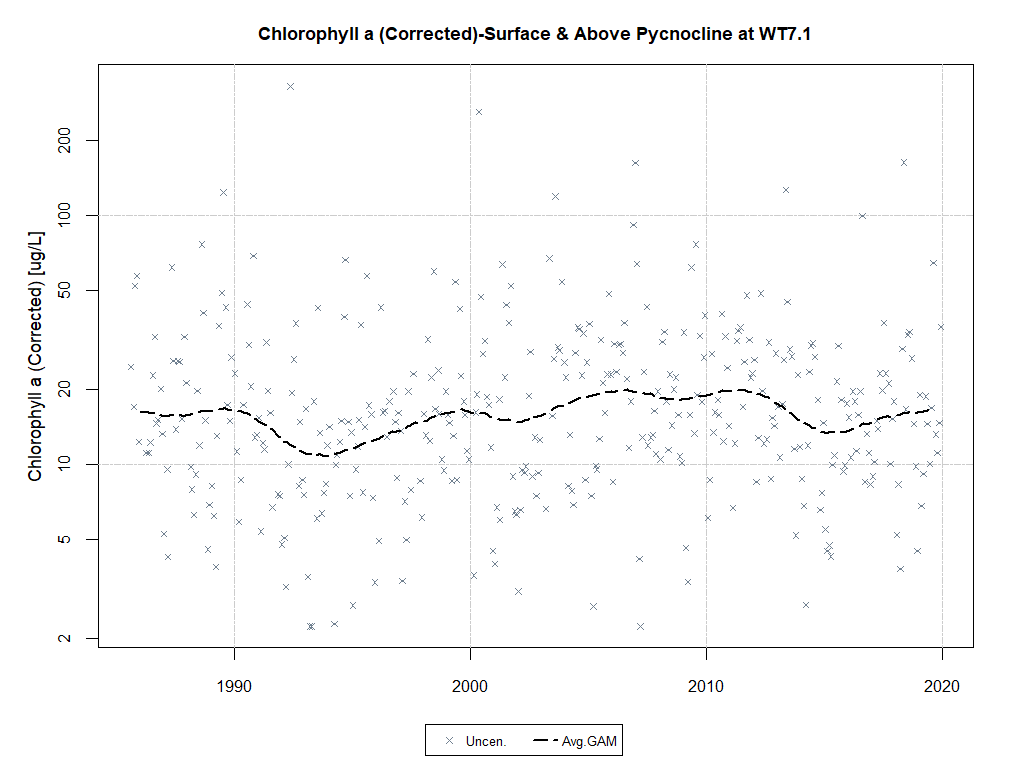 Chlorophyll a (Corrected)-Surface & Above Pycnocline at WT7.1
Chlorophyll a (Corrected) [ug/L]
200
100
50
20
10
5
2
1990 2000 2010 2020
Uncen. Avg.GAM